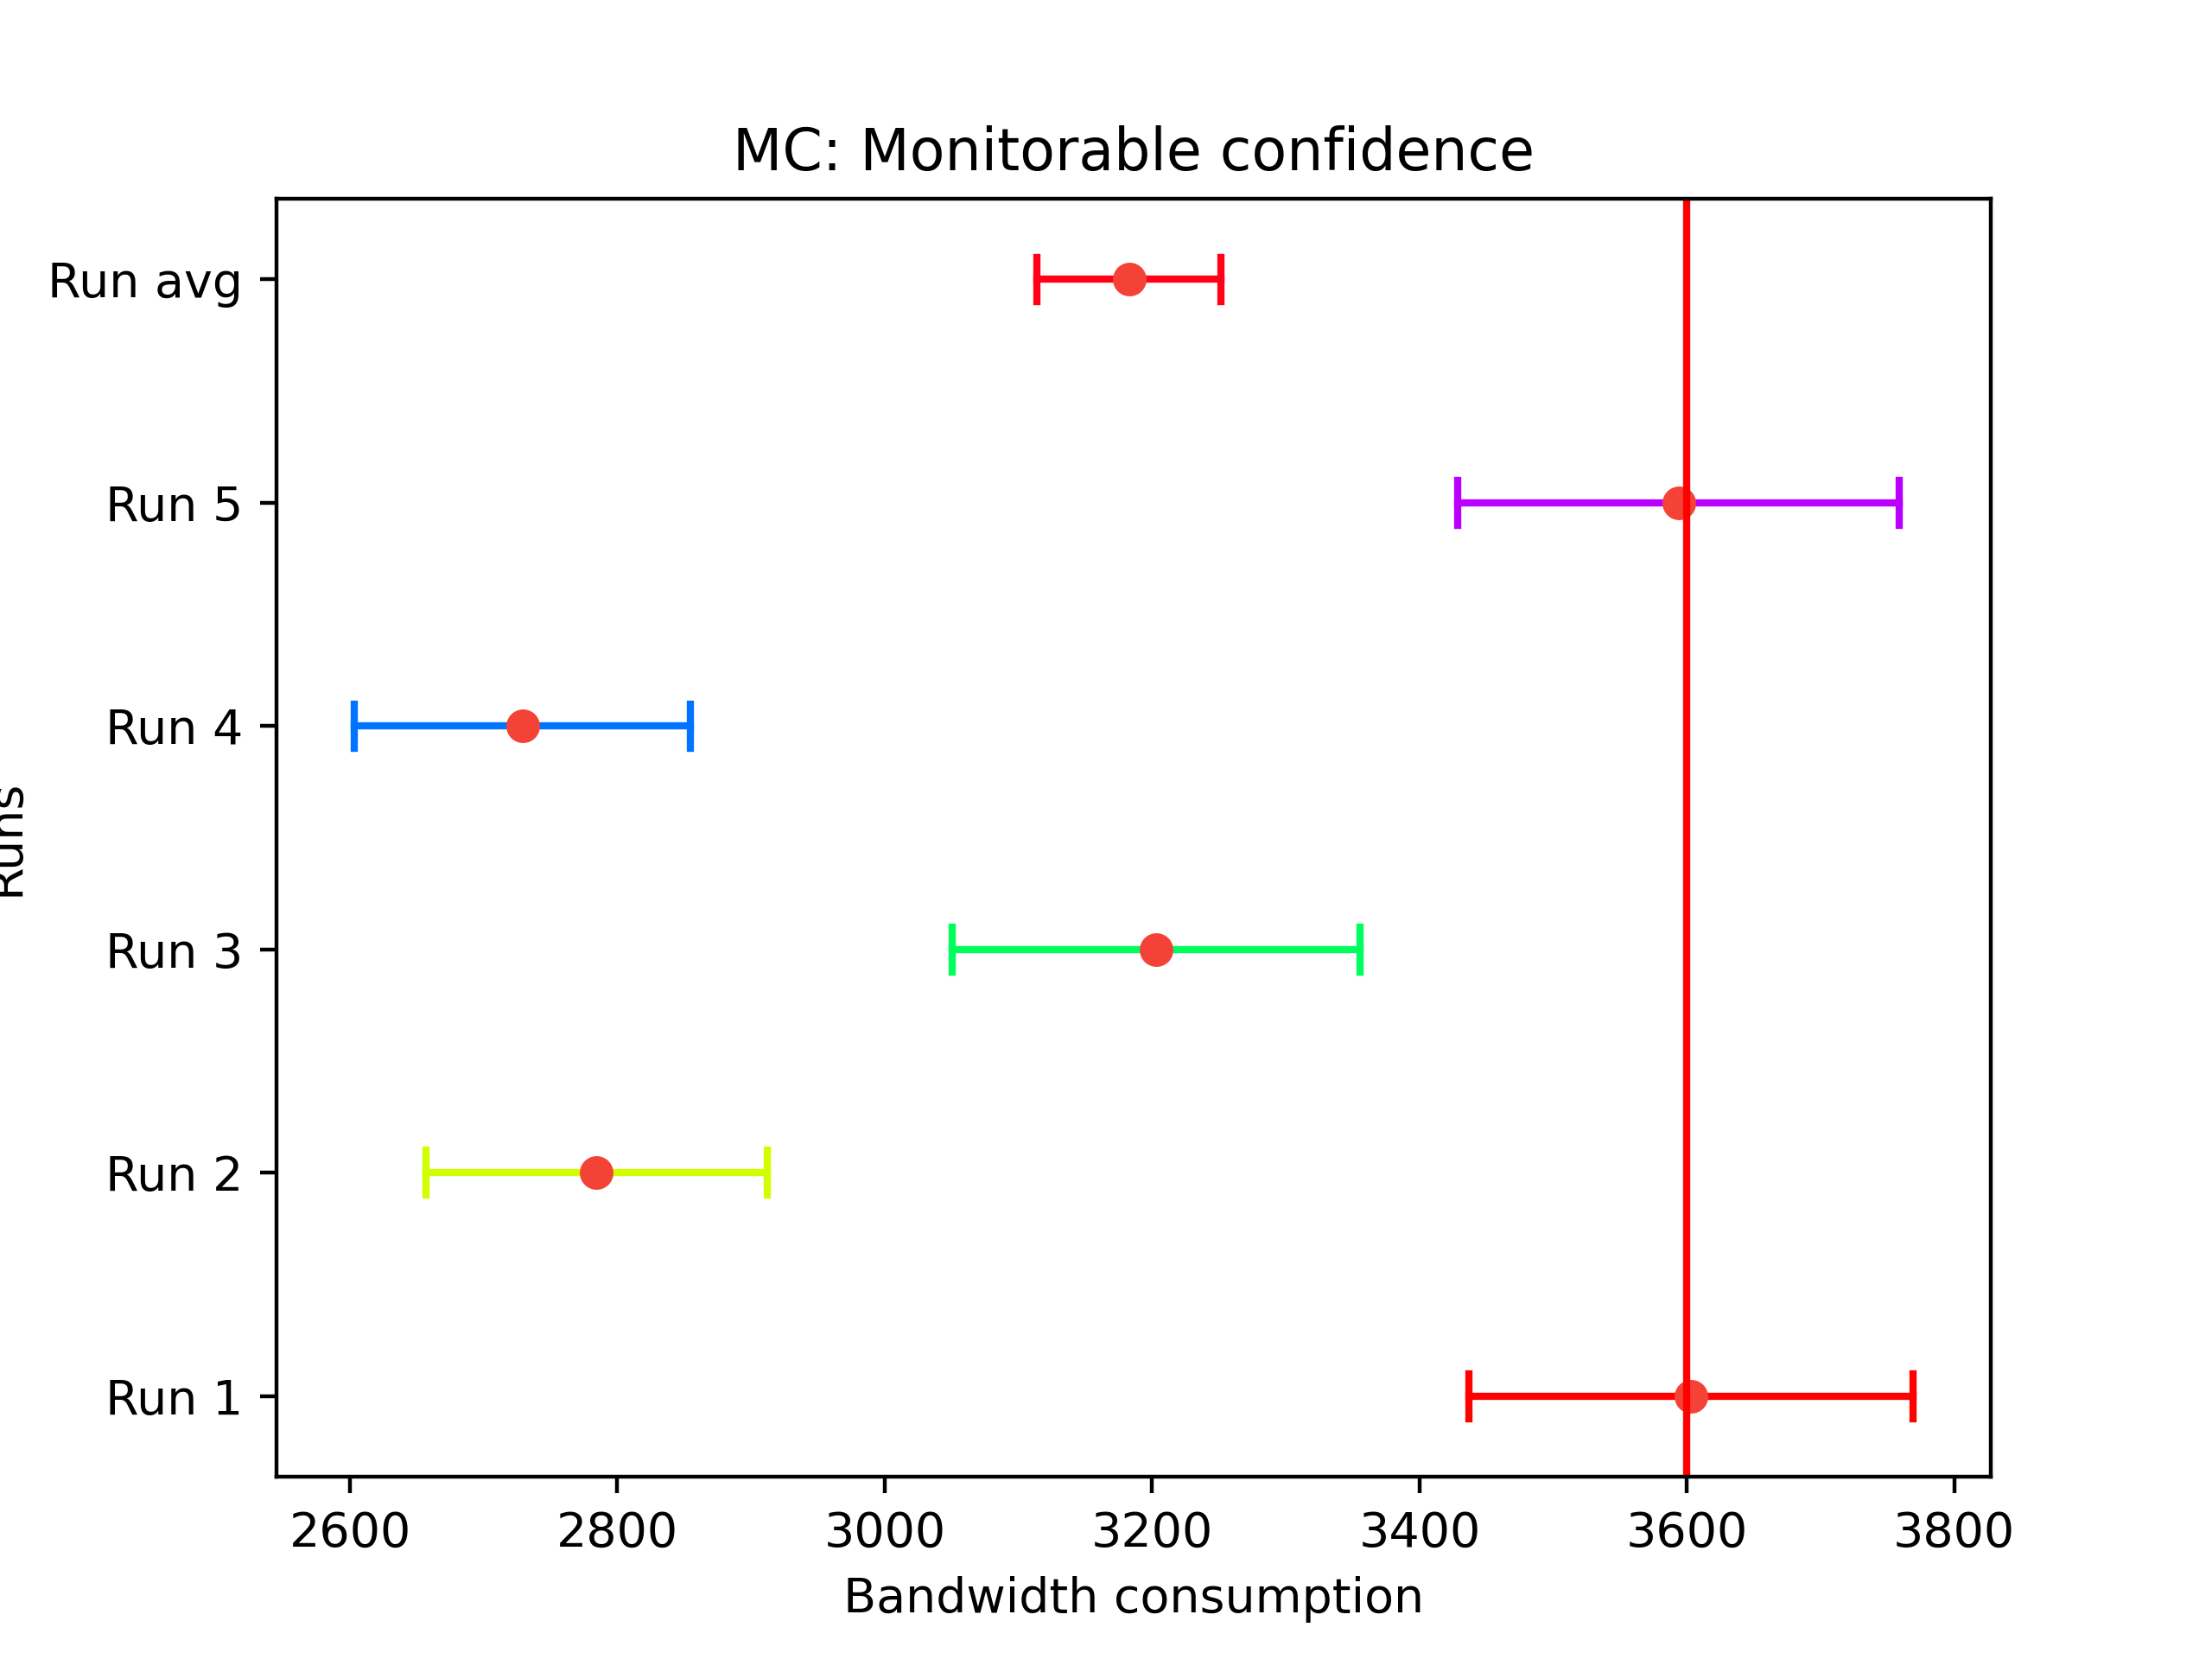 MC: Monitorable confidence
Run avg
Run 5
Run 4
Run 3
Run 2
Run 1
Runs
2600 2800 3000 3200 3400 3600 3800
Bandwidth consumption